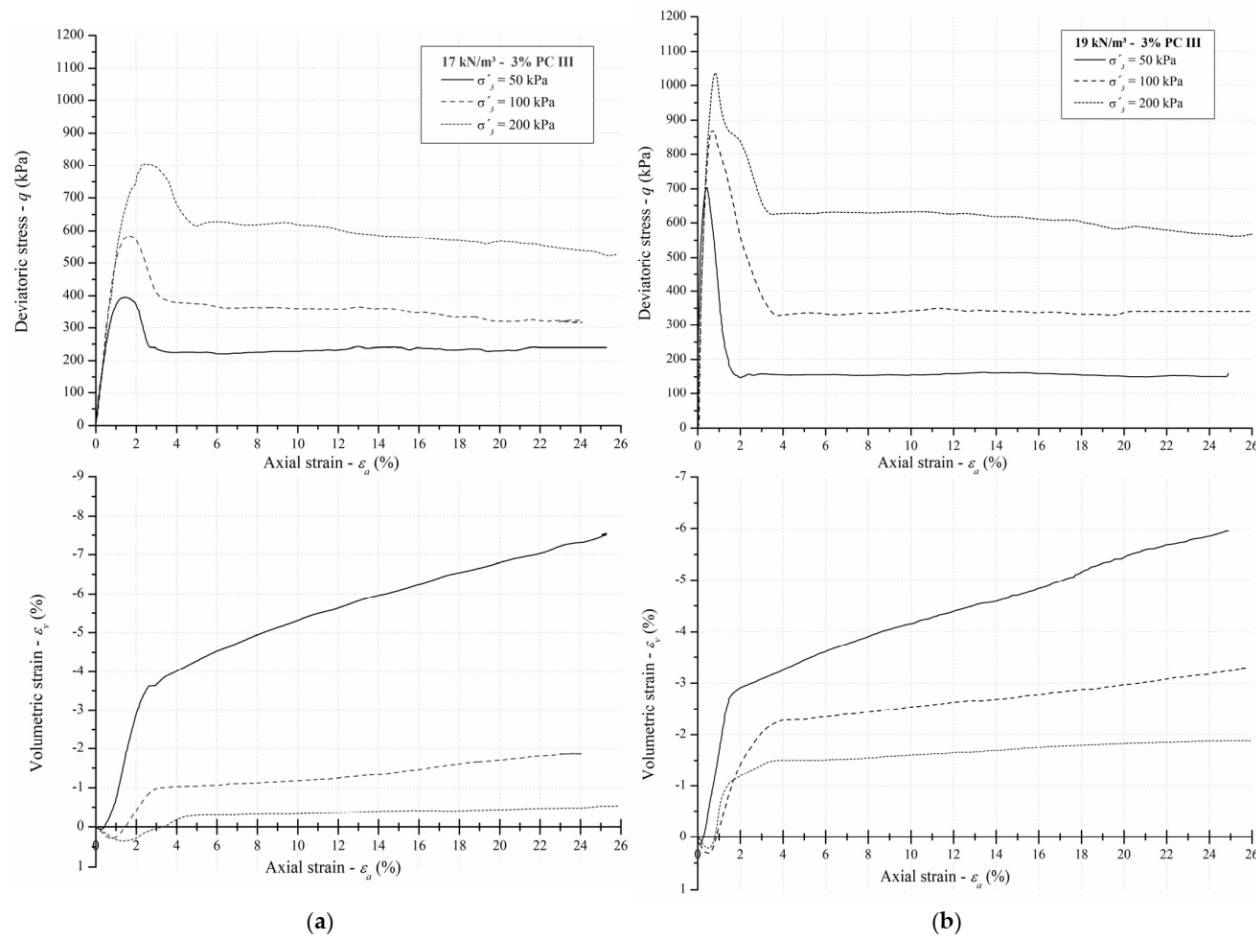 1200
1100
1000
900
800
700
600
500
400
300
200
100
0
Deviatoric stress - q (kPa)
17 kN/m³ - 3% PC III
σ´₃ = 50 kPa
σ´₃ = 100 kPa
σ´₃ = 200 kPa
0 2 4 6 8 10 12 14 16 18 20 22 24 26
Axial strain - εₐ (%)
-9
-8
-7
-6
-5
-4
-3
-2
-1
0
1
Volumetric strain - εᵥ (%)
0 2 4 6 8 10 12 14 16 18 20 22 24 26
Axial strain - εₐ (%)
(a)
1200
1100
1000
900
800
700
600
500
400
300
200
100
0
Deviatoric stress - q (kPa)
19 kN/m³ - 3% PC III
σ´₃ = 50 kPa
σ´₃ = 100 kPa
σ´₃ = 200 kPa
0 2 4 6 8 10 12 14 16 18 20 22 24 26
Axial strain - εₐ (%)
-7
-6
-5
-4
-3
-2
-1
0
1
Volumetric strain - εᵥ (%)
0 2 4 6 8 10 12 14 16 18 20 22 24 26
Axial strain - εₐ (%)
(b)